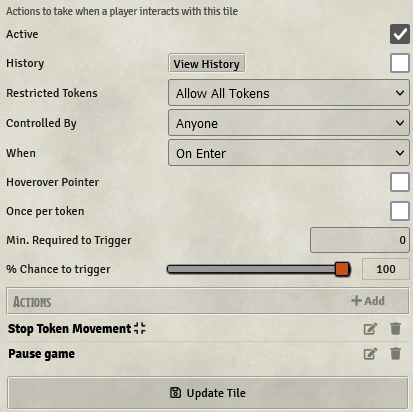 Actions to take when a player interacts with this tile
Active
History View History
Restricted Tokens Allow All Tokens
Controlled By Anyone
When On Enter
Hoverover Pointer
Once per token
Min. Required to Trigger 0
% Chance to trigger 100
Actions + Add
Stop Token Movement
Pause game
Update Tile